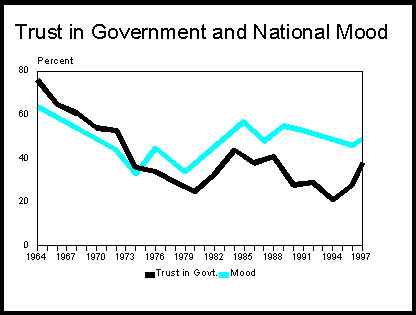 Trust in Government and National Mood
Percent
80
60
40
20
0
1964 1967 1970 1973 1976 1979 1982 1985 1988 1991 1994 1997
Trust in Govt. Mood